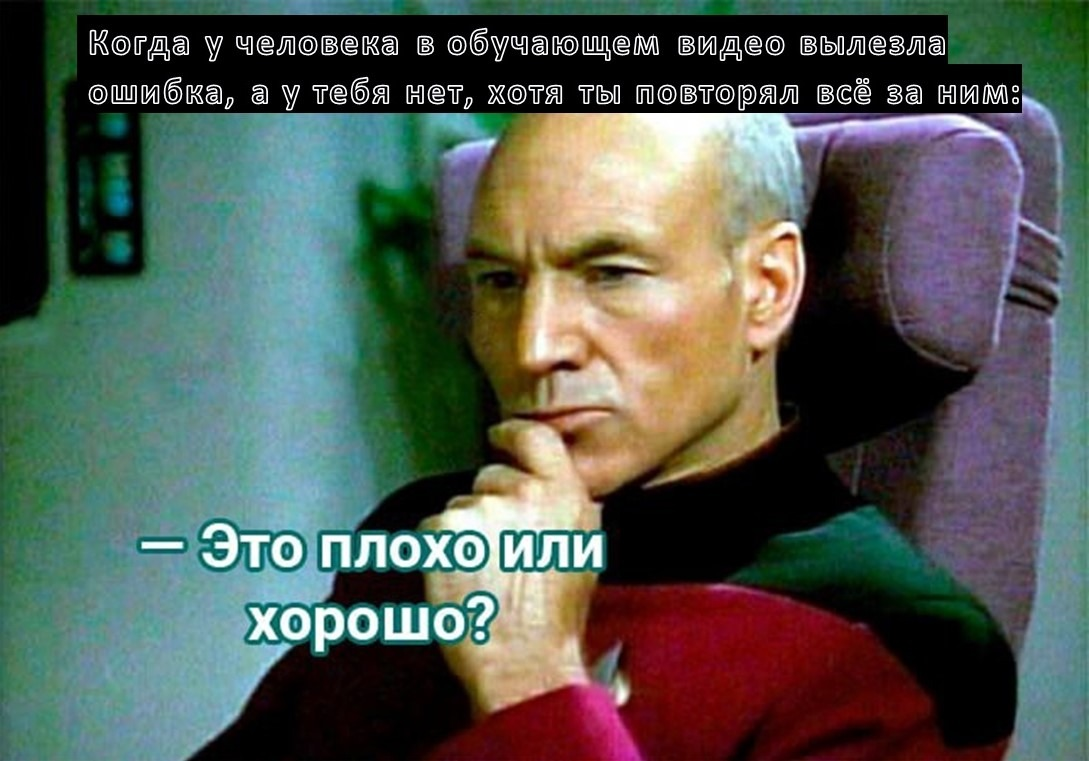 Когда у человека в обучающем видео вылезла
ошибка, а у тебя нет, хотя ты повторял всё за ним:
— Это плохо или
хорошо?